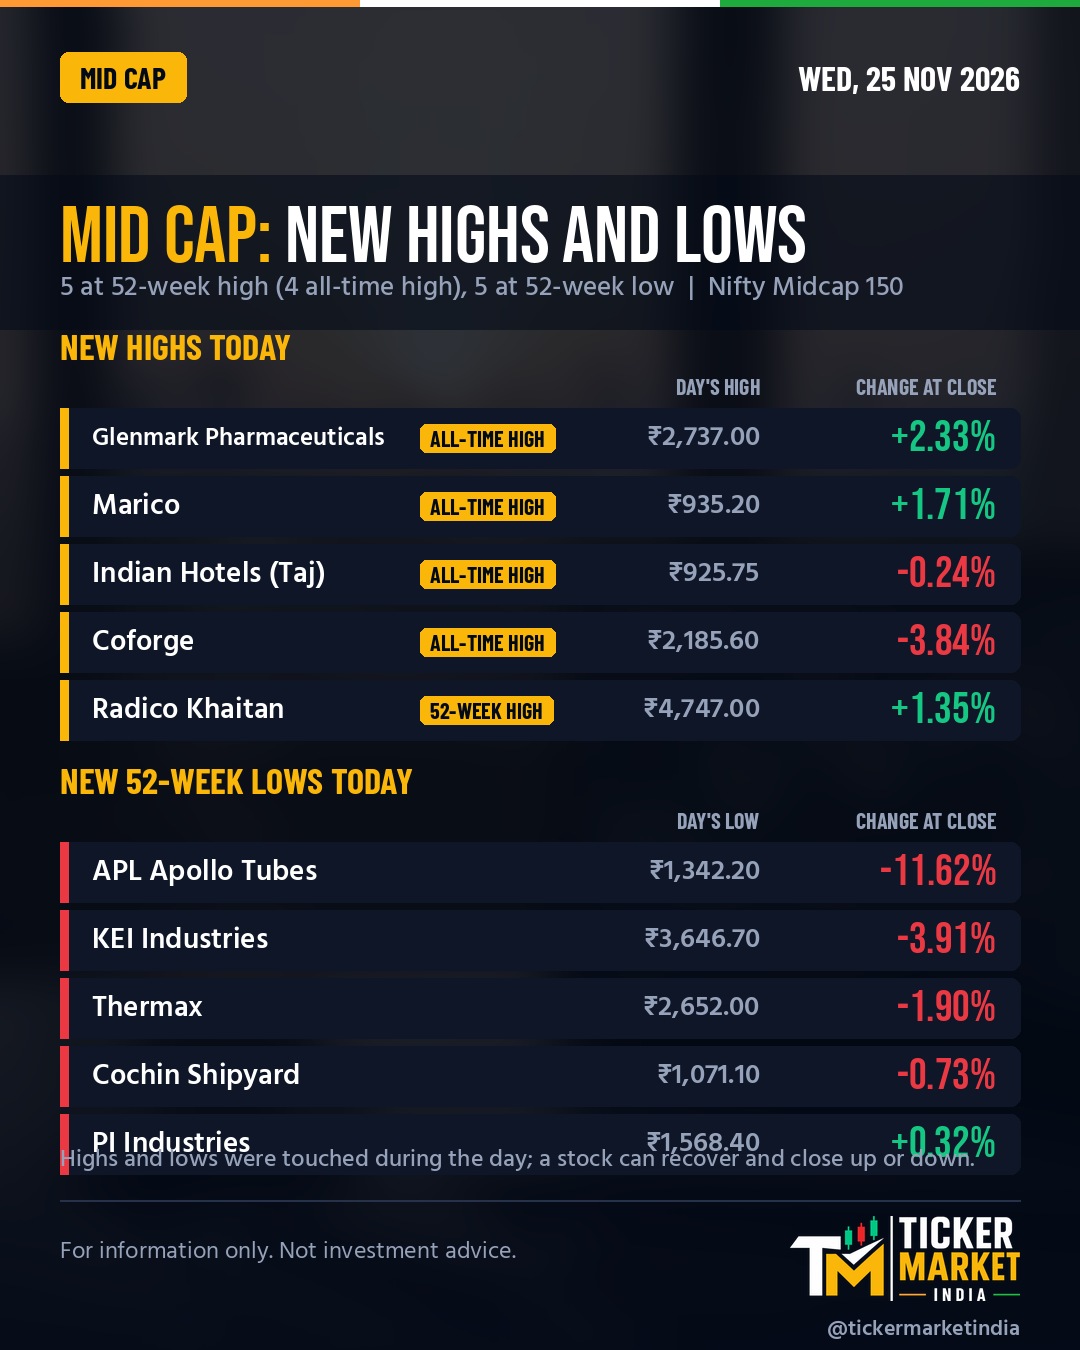 MID CAP
WED, 25 NOV 2026
MID CAP: NEW HIGHS AND LOWS
5 at 52-week high (4 all-time high), 5 at 52-week low | Nifty Midcap 150
NEW HIGHS TODAY
DAY'S HIGH CHANGE AT CLOSE
Glenmark Pharmaceuticals ALL-TIME HIGH ₹2,737.00 +2.33%
Marico ALL-TIME HIGH ₹935.20 +1.71%
Indian Hotels (Taj) ALL-TIME HIGH ₹925.75 -0.24%
Coforge ALL-TIME HIGH ₹2,185.60 -3.84%
Radico Khaitan 52-WEEK HIGH ₹4,747.00 +1.35%
NEW 52-WEEK LOWS TODAY
DAY'S LOW CHANGE AT CLOSE
APL Apollo Tubes ₹1,342.20 -11.62%
KEI Industries ₹3,646.70 -3.91%
Thermax ₹2,652.00 -1.90%
Cochin Shipyard ₹1,071.10 -0.73%
PI Industries ₹1,568.40 +0.32%
Highs and lows were touched during the day; a stock can recover and close up or down.
For information only. Not investment advice.
TM TICKER
MARKET
INDIA
@tickermarketindia